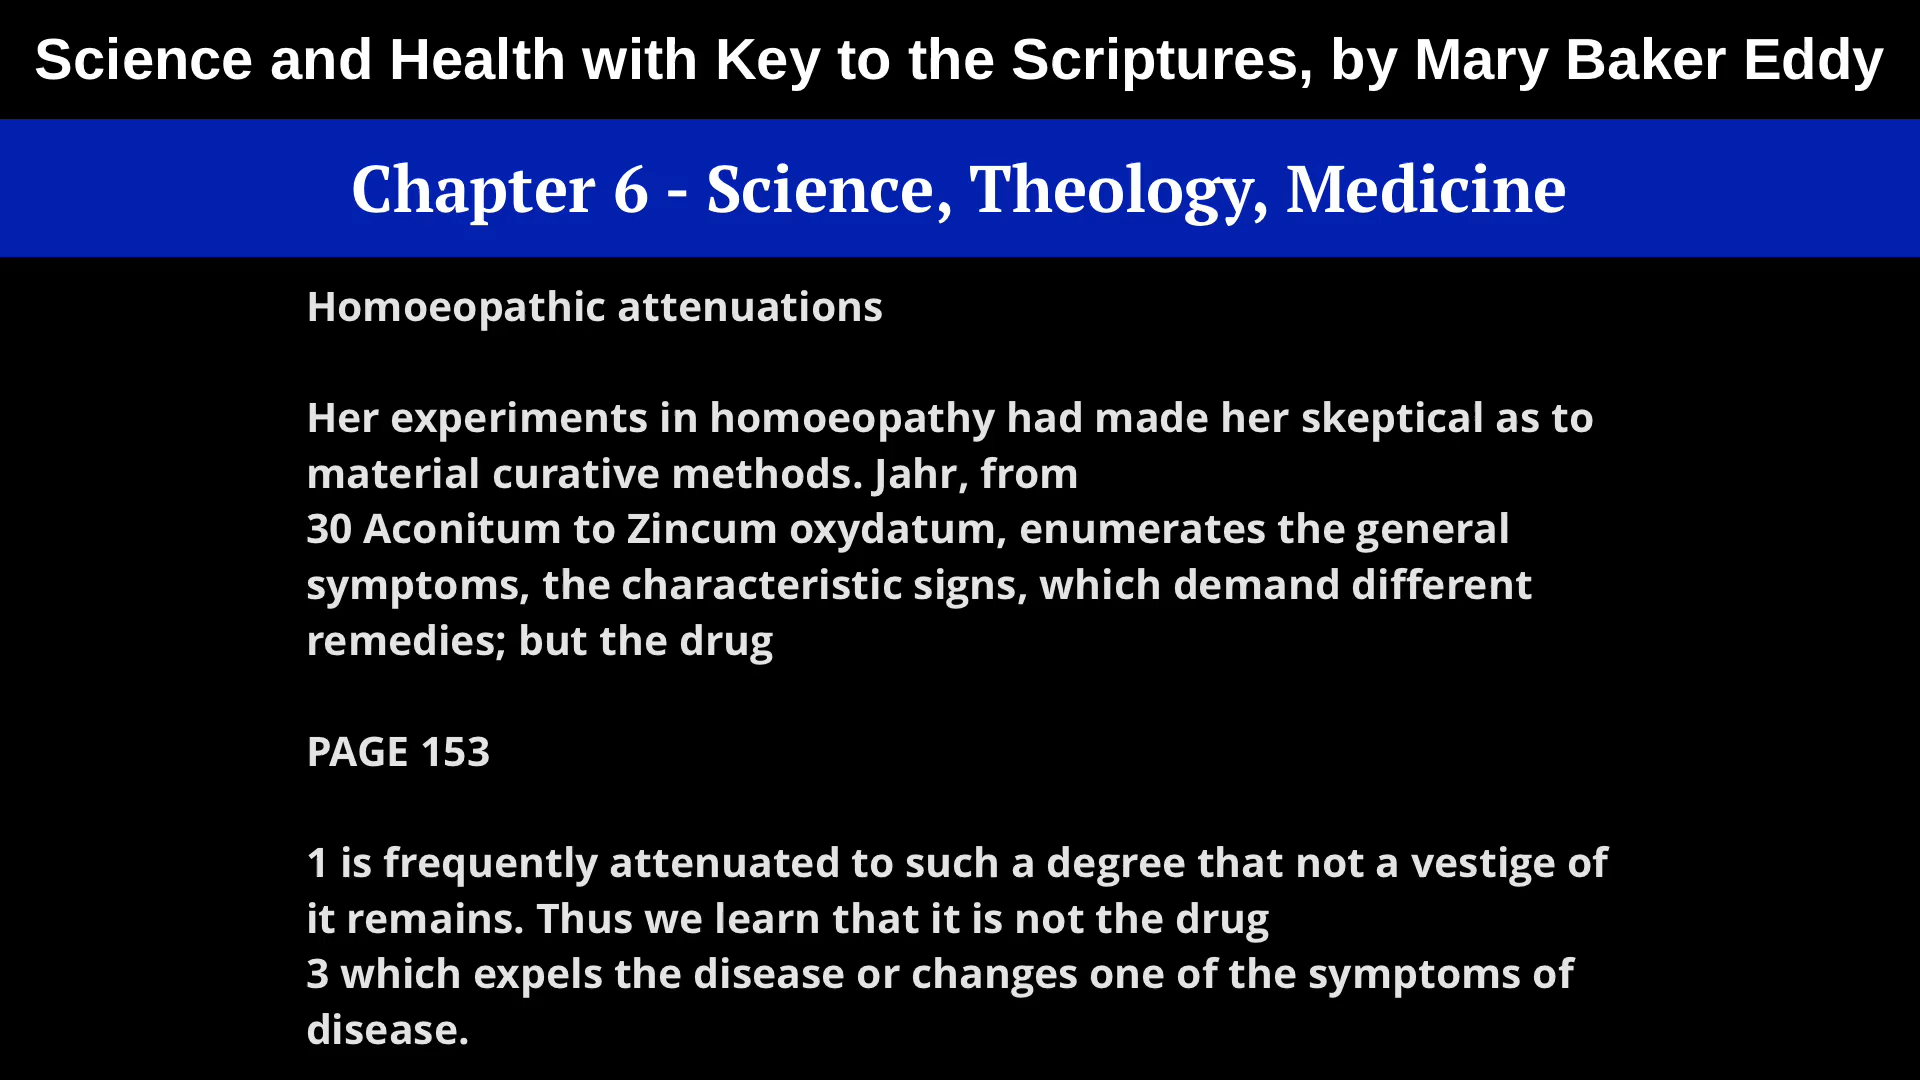 Science and Health with Key to the Scriptures, by Mary Baker Eddy
Chapter 6 - Science, Theology, Medicine
Homoeopathic attenuations
Her experiments in homoeopathy had made her skeptical as to
material curative methods. Jahr, from
30 Aconitum to Zincum oxydatum, enumerates the general
symptoms, the characteristic signs, which demand different
remedies; but the drug
PAGE 153
1 is frequently attenuated to such a degree that not a vestige of
it remains. Thus we learn that it is not the drug
3 which expels the disease or changes one of the symptoms of
disease.